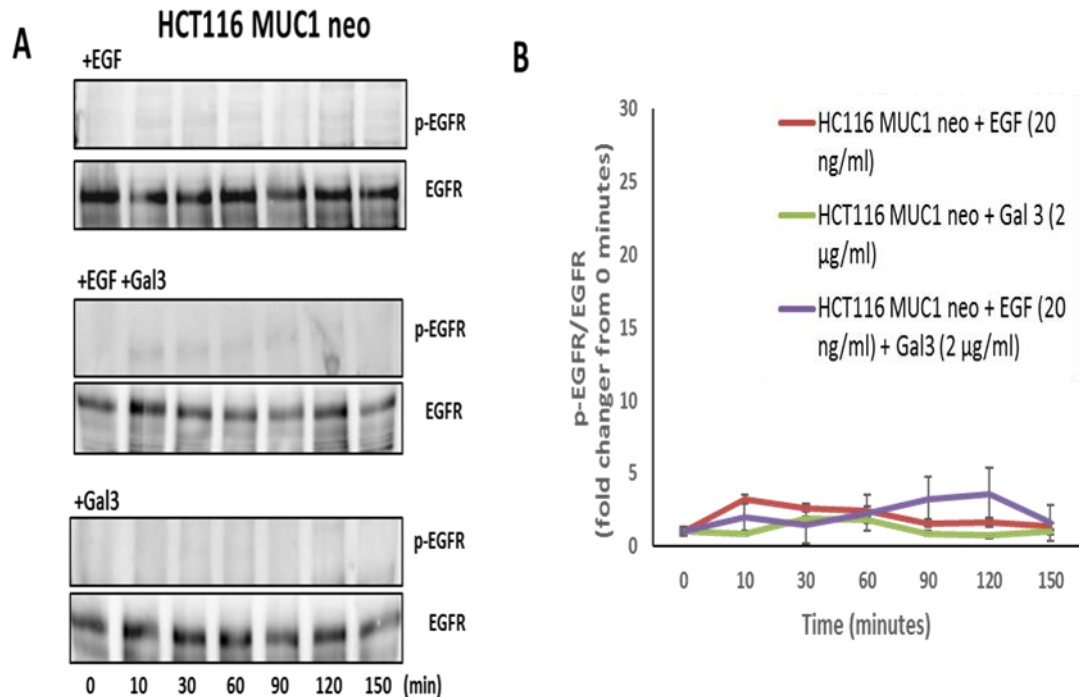 HCT116 MUC1 neo
A
+EGF
p-EGFR
EGFR
+EGF +Gal3
p-EGFR
EGFR
+Gal3
p-EGFR
EGFR
0 10 30 60 90 120 150 (min)
B
p-EGFR/EGFR
(fold changer from 0 minutes)
30
25
20
15
10
5
0
0 10 30 60 90 120 150
Time (minutes)
HC116 MUC1 neo + EGF (20
ng/ml)
HCT116 MUC1 neo + Gal 3 (2
µg/ml)
HCT116 MUC1 neo + EGF (20
ng/ml) + Gal3 (2 µg/ml)